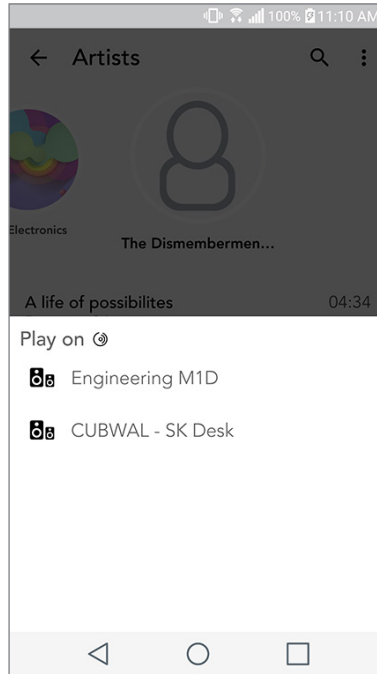 100% 11:10 AM
Artists
Electronics
The Dismembermen...
A life of possibilites
04:34
Play on
Engineering M1D
CUBWAL - SK Desk